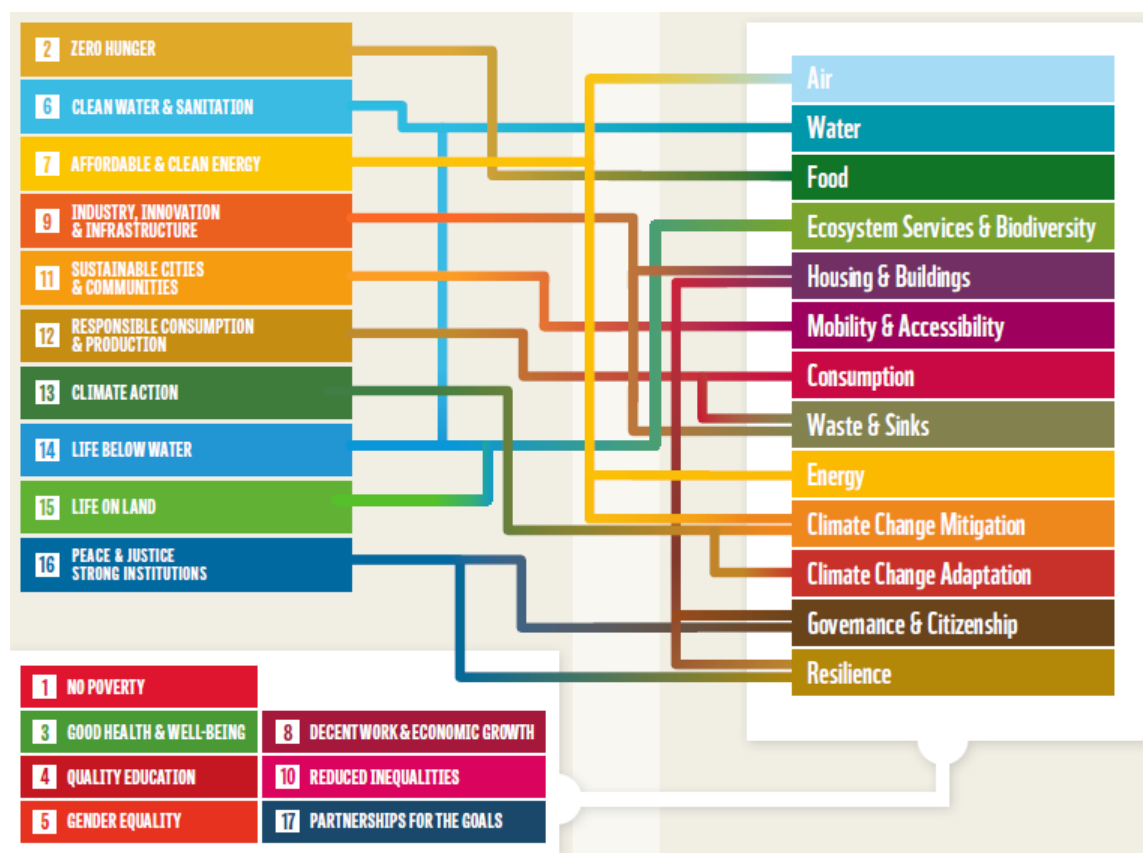 2 ZERO HUNGER
6 CLEAN WATER & SANITATION
7 AFFORDABLE & CLEAN ENERGY
9 INDUSTRY, INNOVATION
& INFRASTRUCTURE
11 SUSTAINABLE CITIES
& COMMUNITIES
12 RESPONSIBLE CONSUMPTION
& PRODUCTION
13 CLIMATE ACTION
14 LIFE BELOW WATER
15 LIFE ON LAND
16 PEACE & JUSTICE
STRONG INSTITUTIONS
Air
Water
Food
Ecosystem Services & Biodiversity
Housing & Buildings
Mobility & Accessibility
Consumption
Waste & Sinks
Energy
Climate Change Mitigation
Climate Change Adaptation
Governance & Citizenship
Resilience
1 NO POVERTY
3 GOOD HEALTH & WELL-BEING
4 QUALITY EDUCATION
5 GENDER EQUALITY
8 DECENT WORK & ECONOMIC GROWTH
10 REDUCED INEQUALITIES
17 PARTNERSHIPS FOR THE GOALS